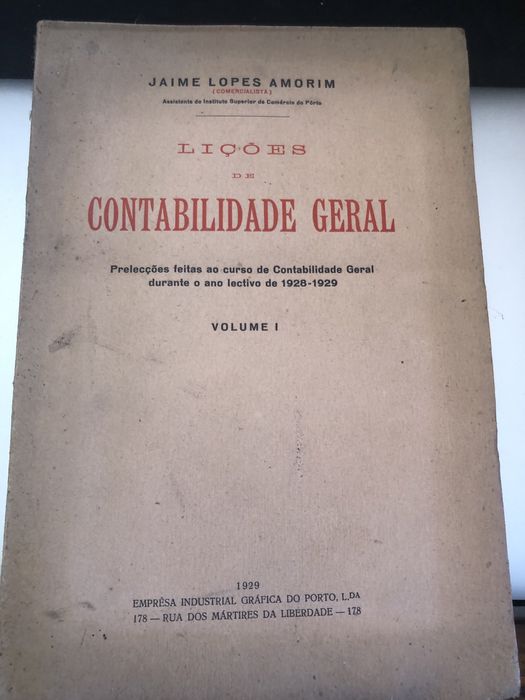 JAIME LOPES AMORIM
(COMERCIALISTA)
Assistente do Instituto Superior de Comércio do Pôrto
LIÇÕES
DE
CONTABILIDADE GERAL
Prelecções feitas ao curso de Contabilidade Geral
durante o ano lectivo de 1928-1929
VOLUME I
1929
EMPRÊSA INDUSTRIAL GRÁFICA DO PORTO, L.DA
178 — RUA DOS MÁRTIRES DA LIBERDADE — 178